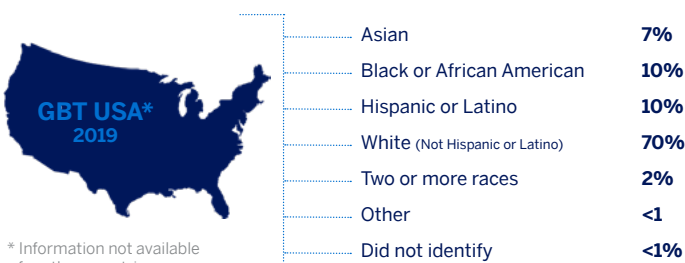 GBT USA*
2019
* Information not available
Asian 7%
Black or African American 10%
Hispanic or Latino 10%
White (Not Hispanic or Latino) 70%
Two or more races 2%
Other <1
Did not identify <1%